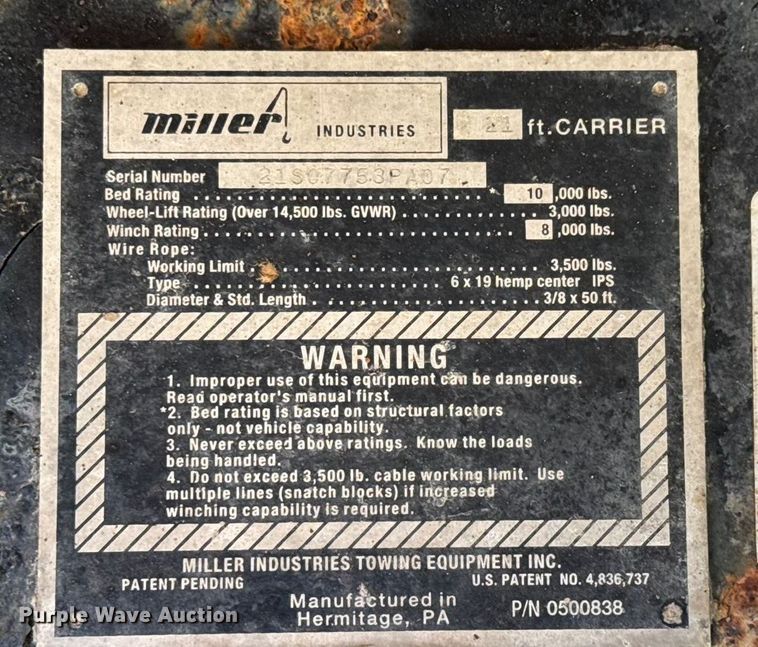 miller INDUSTRIES
21 ft. CARRIER
Serial Number 21SC7753PA07
Bed Rating 10,000 lbs.
Wheel-Lift Rating (Over 14,500 lbs. GVWR) 3,000 lbs.
Winch Rating 8,000 lbs.
Wire Rope:
Working Limit 3,500 lbs.
Type 6 x 19 hemp center IPS
Diameter & Std. Length 3/8 x 50 ft.
WARNING
1. Improper use of this equipment can be dangerous.
Read operator's manual first.
*2. Bed rating is based on structural factors
only - not vehicle capability.
3. Never exceed above ratings. Know the loads
being handled.
4. Do not exceed 3,500 lb. cable working limit. Use
multiple lines (snatch blocks) if increased
winching capability is required.
MILLER INDUSTRIES TOWING EQUIPMENT INC.
PATENT PENDING U.S. PATENT NO. 4,836,737
Manufactured in
Hermitage, PA
P/N 0500838
Purple Wave Auction